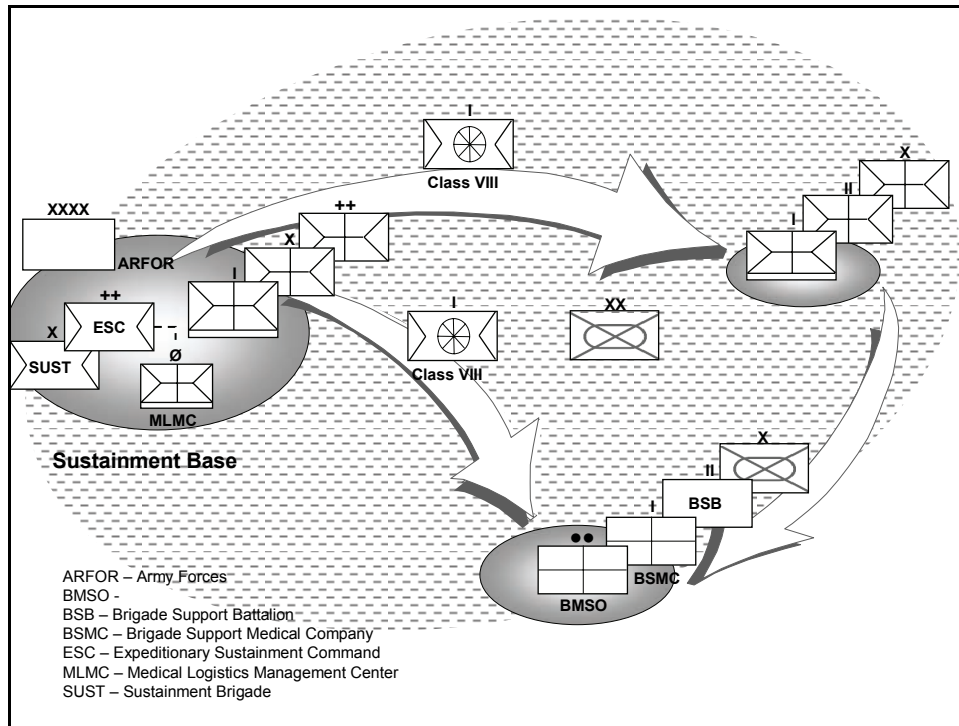 I
Class VIII
X
II
I
XXXX
ARFOR
++
X
I
++
ESC
X
SUST
Ø
MLMC
I
Class VIII
XX
Sustainment Base
X
II
BSB
I
BSMC
●●
BMSO
ARFOR – Army Forces
BMSO -
BSB – Brigade Support Battalion
BSMC – Brigade Support Medical Company
ESC – Expeditionary Sustainment Command
MLMC – Medical Logistics Management Center
SUST – Sustainment Brigade